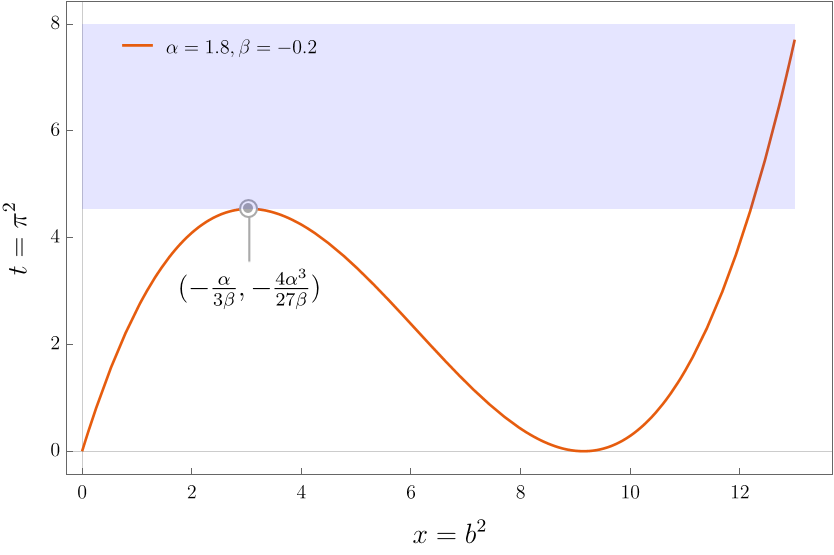 8
α = 1.8, β = −0.2
6
4
2
0
t = π²
(−α/3β, −4α³/27β)
0 2 4 6 8 10 12
x = b²